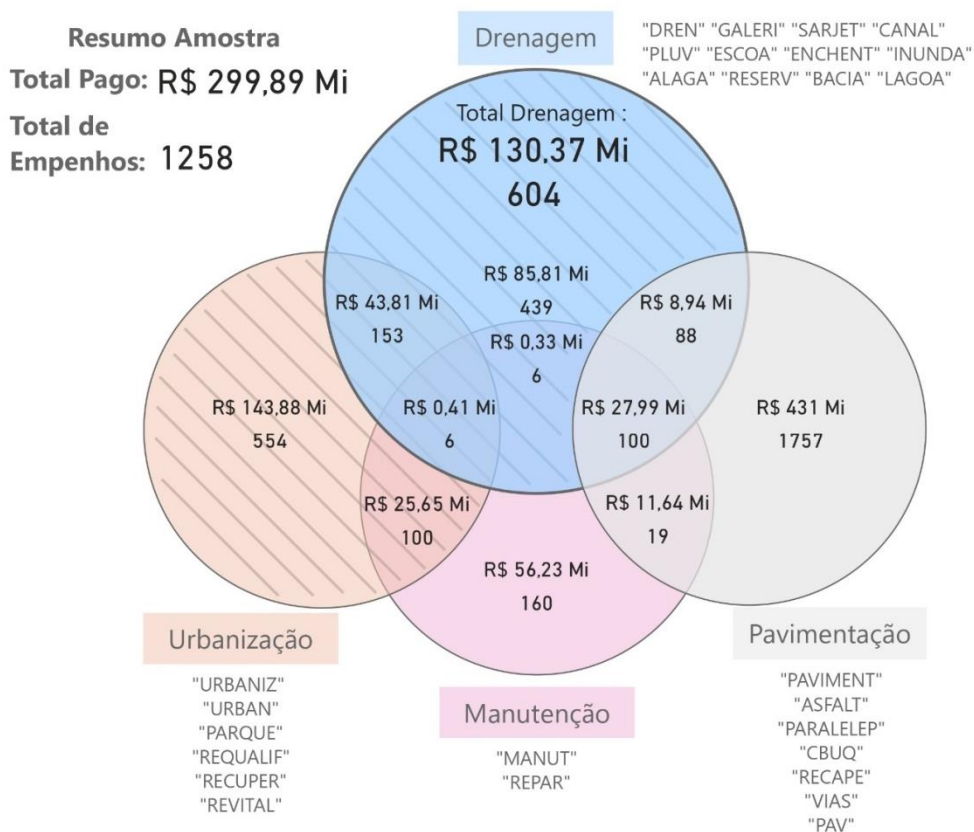 Resumo Amostra
Total Pago: R$ 299,89 Mi
Total de
Empenhos: 1258
Drenagem
"DREN" "GALERI" "SARJET" "CANAL"
"PLUV" "ESCOA" "ENCHENT" "INUNDA"
"ALAGA" "RESERV" "BACIA" "LAGOA"
Total Drenagem :
R$ 130,37 Mi
604
R$ 85,81 Mi
439
R$ 43,81 Mi
153
R$ 8,94 Mi
88
R$ 0,33 Mi
6
R$ 143,88 Mi
554
R$ 0,41 Mi
6
R$ 27,99 Mi
100
R$ 431 Mi
1757
R$ 25,65 Mi
100
R$ 11,64 Mi
19
R$ 56,23 Mi
160
Urbanização
"URBANIZ"
"URBAN"
"PARQUE"
"REQUALIF"
"RECUPER"
"REVITAL"
Manutenção
"MANUT"
"REPAR"
Pavimentação
"PAVIMENT"
"ASFALT"
"PARALELEP"
"CBUQ"
"RECAPE"
"VIAS"
"PAV"